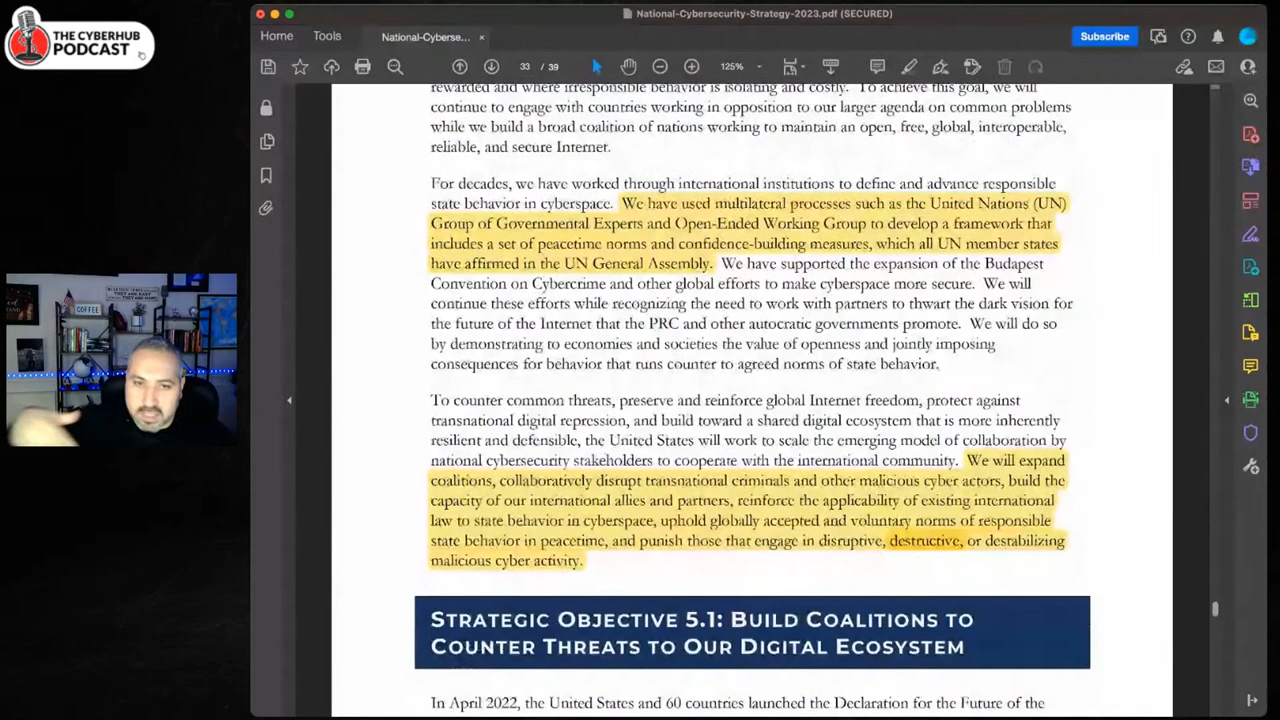 THE CYBERHUB
PODCAST
National-Cybersecurity-Strategy-2023.pdf (SECURED)
Home
Tools
National-Cyberse...
Subscribe
33 / 39
125%
rewarded and where irresponsible behavior is isolating and costly. To achieve this goal, we will
continue to engage with countries working in opposition to our larger agenda on common problems
while we build a broad coalition of nations working to maintain an open, free, global, interoperable,
reliable, and secure Internet.
For decades, we have worked through international institutions to define and advance responsible
state behavior in cyberspace. We have used multilateral processes such as the United Nations (UN)
Group of Governmental Experts and Open-Ended Working Group to develop a framework that
includes a set of peacetime norms and confidence-building measures, which all UN member states
have affirmed in the UN General Assembly. We have supported the expansion of the Budapest
Convention on Cybercrime and other global efforts to make cyberspace more secure. We will
continue these efforts while recognizing the need to work with partners to thwart the dark vision for
the future of the Internet that the PRC and other autocratic governments promote. We will do so
by demonstrating to economies and societies the value of openness and jointly imposing
consequences for behavior that runs counter to agreed norms of state behavior.
To counter common threats, preserve and reinforce global Internet freedom, protect against
transnational digital repression, and build toward a shared digital ecosystem that is more inherently
resilient and defensible, the United States will work to scale the emerging model of collaboration by
national cybersecurity stakeholders to cooperate with the international community. We will expand
coalitions, collaboratively disrupt transnational criminals and other malicious cyber actors, build the
capacity of our international allies and partners, reinforce the applicability of existing international
law to state behavior in cyberspace, uphold globally accepted and voluntary norms of responsible
state behavior in peacetime, and punish those that engage in disruptive, destructive, or destabilizing
malicious cyber activity.
STRATEGIC OBJECTIVE 5.1: BUILD COALITIONS TO
COUNTER THREATS TO OUR DIGITAL ECOSYSTEM
In April 2022, the United States and 60 countries launched the Declaration for the Future of the
COFFEE